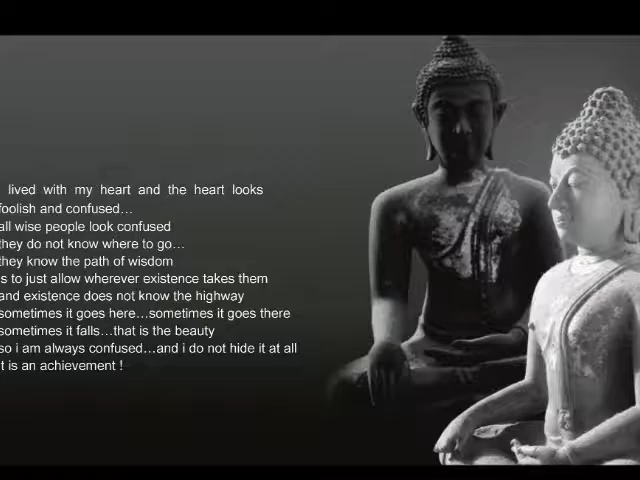 lived with my heart and the heart looks
foolish and confused…
all wise people look confused
they do not know where to go…
they know the path of wisdom
is to just allow wherever existence takes them
and existence does not know the highway
sometimes it goes here…sometimes it goes there
sometimes it falls…that is the beauty
so i am always confused…and i do not hide it at all
it is an achievement !